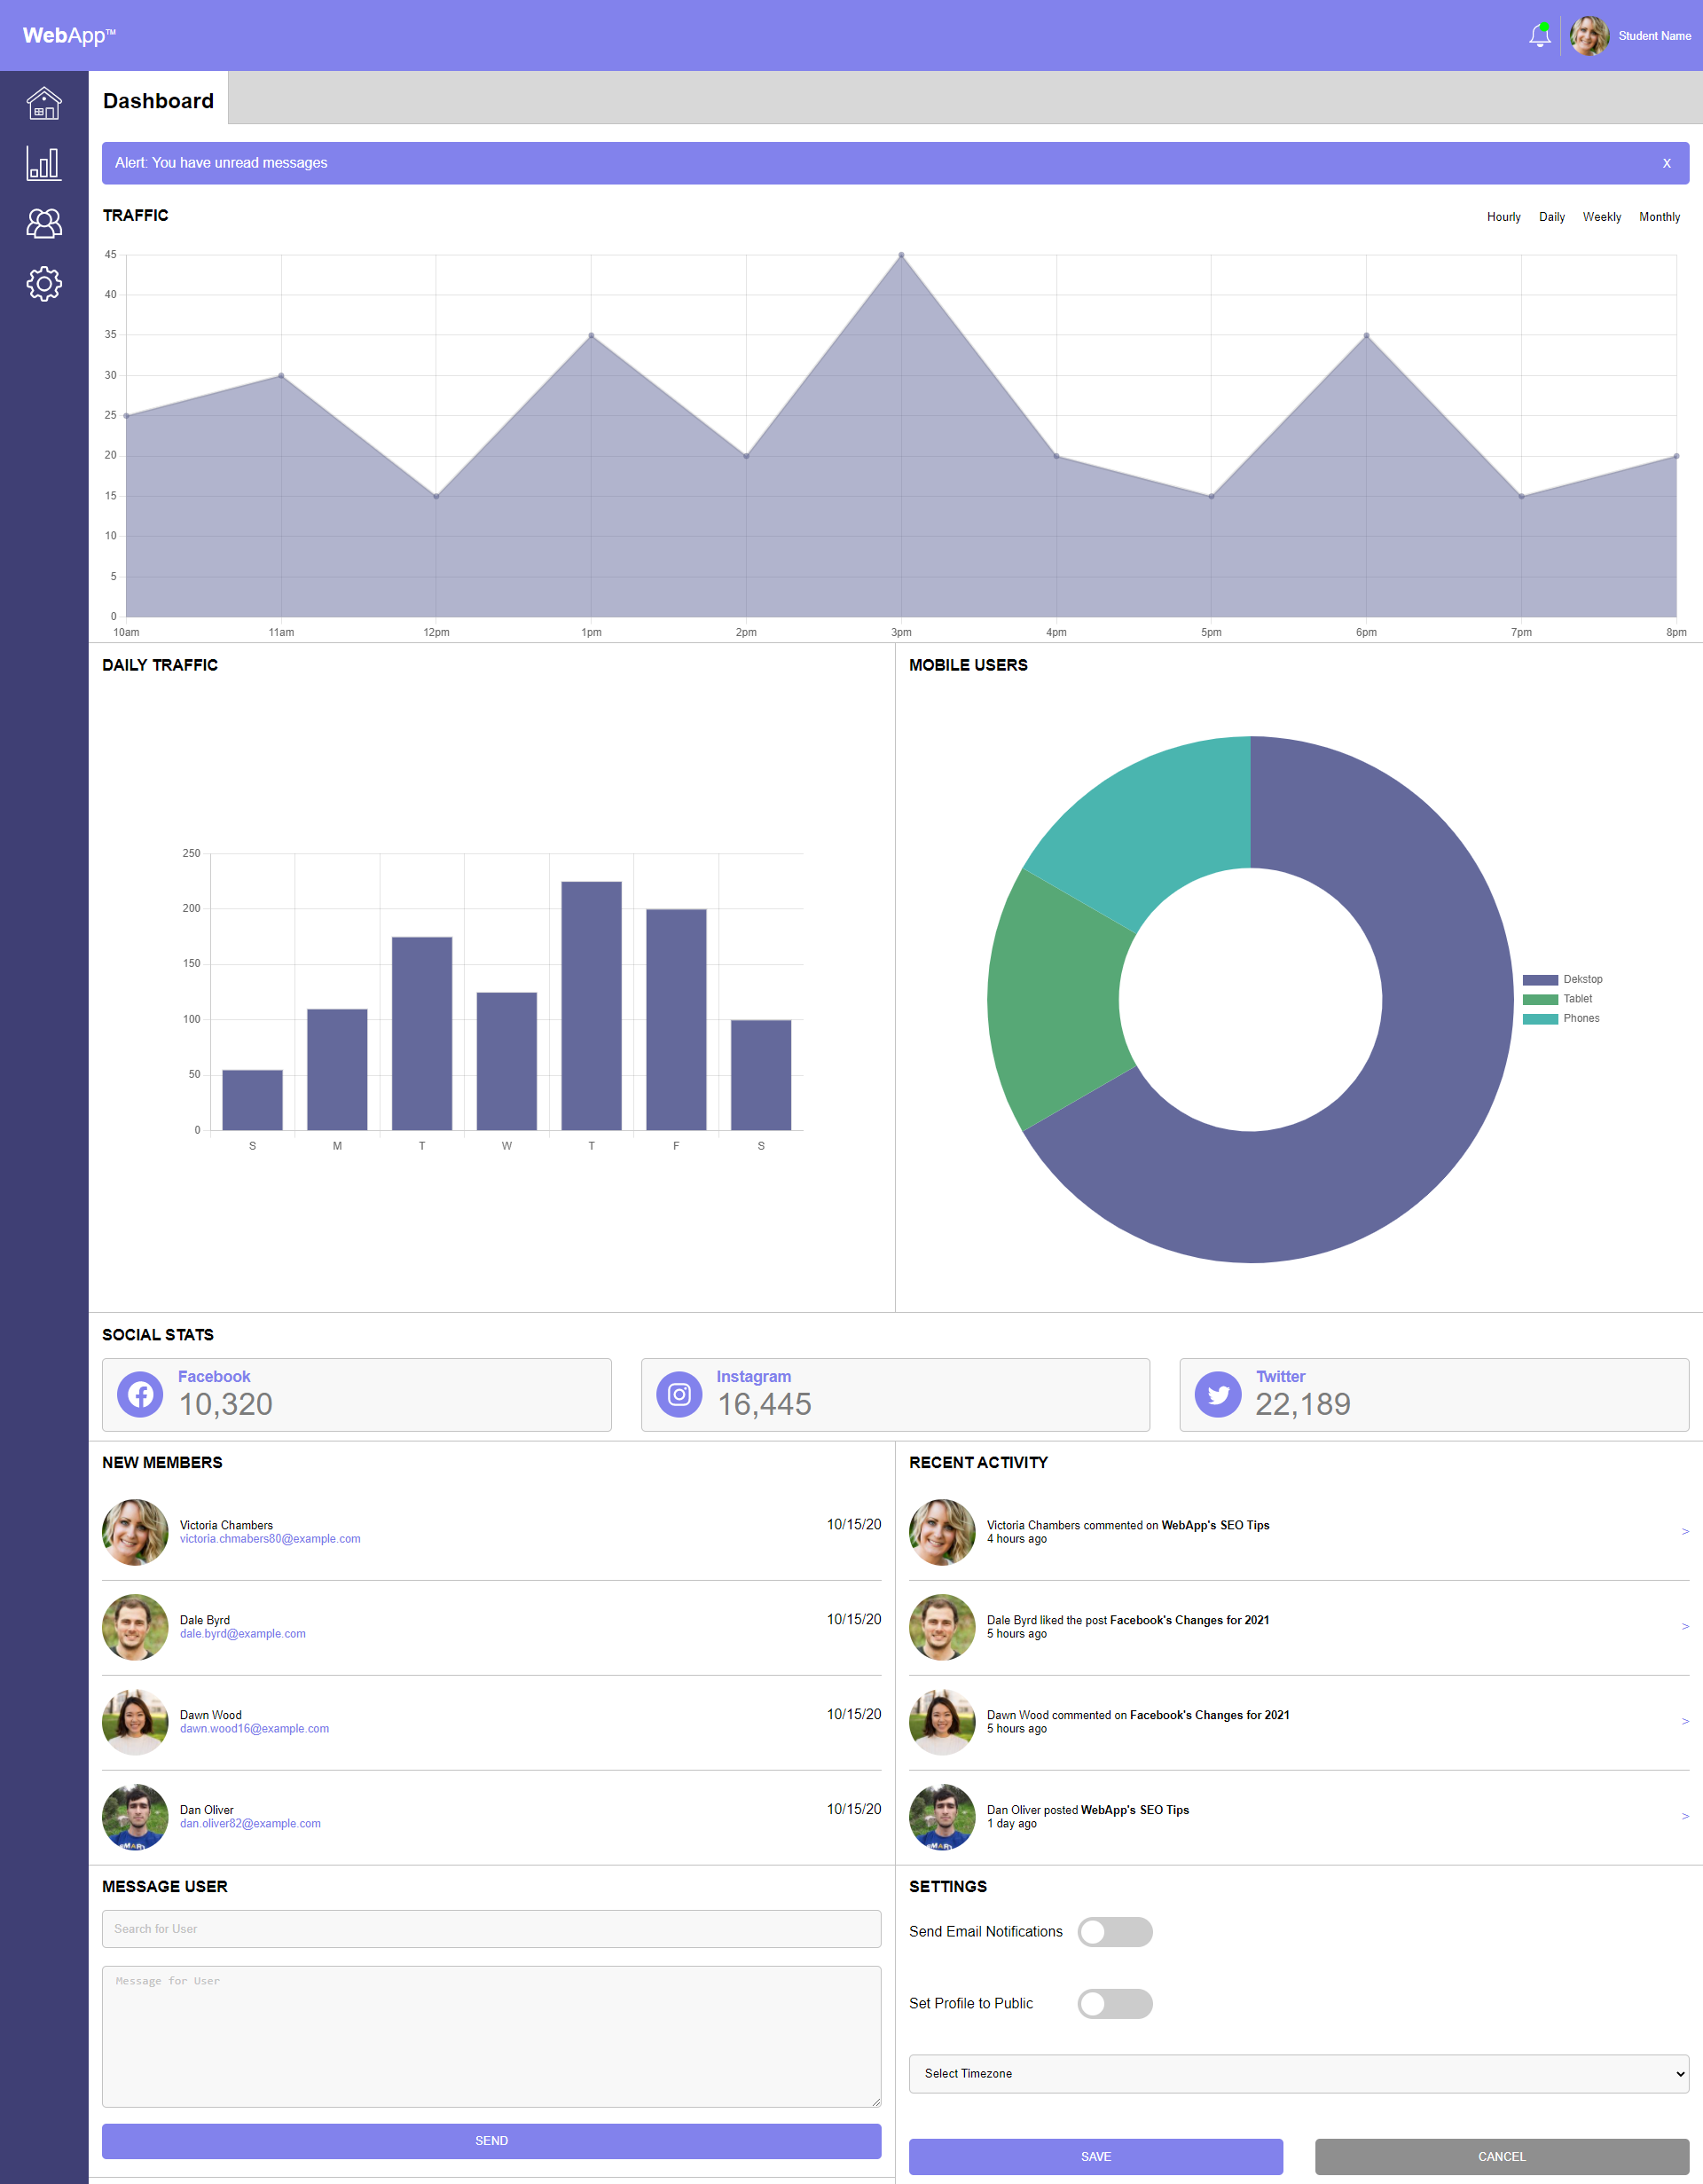 WebApp™
Student Name
Dashboard
Alert: You have unread messages X
TRAFFIC
Hourly Daily Weekly Monthly
45
40
35
30
25
20
15
10
5
0
10am 11am 12pm 1pm 2pm 3pm 4pm 5pm 6pm 7pm 8pm
DAILY TRAFFIC
250
200
150
100
50
0
S M T W T F S
MOBILE USERS
Dekstop
Tablet
Phones
SOCIAL STATS
Facebook
10,320
Instagram
16,445
Twitter
22,189
NEW MEMBERS
Victoria Chambers
victoria.chmabers80@example.com
10/15/20
Dale Byrd
dale.byrd@example.com
10/15/20
Dawn Wood
dawn.wood16@example.com
10/15/20
Dan Oliver
dan.oliver82@example.com
10/15/20
RECENT ACTIVITY
Victoria Chambers commented on WebApp's SEO Tips
4 hours ago
>
Dale Byrd liked the post Facebook's Changes for 2021
5 hours ago
>
Dawn Wood commented on Facebook's Changes for 2021
5 hours ago
>
Dan Oliver posted WebApp's SEO Tips
1 day ago
>
MESSAGE USER
Search for User
Message for User
SEND
SETTINGS
Send Email Notifications
Set Profile to Public
Select Timezone
SAVE
CANCEL